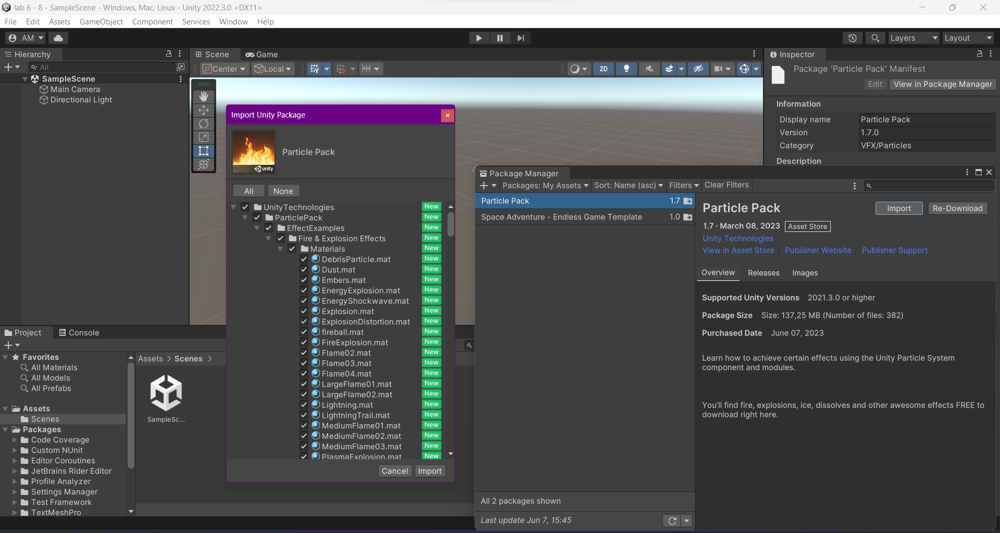 lab 6 - 8 - SampleScene - Windows, Mac, Linux - Unity 2022.3.0 <DX11>
File Edit Assets GameObject Component Services Window Help
AM
Layers Layout
Hierarchy
All
SampleScene
Main Camera
Directional Light
Scene Game
Center Local 2D
Inspector
Package 'Particle Pack' Manifest
Edit View in Package Manager
Information
Display name Particle Pack
Version 1.7.0
Category VFX/Particles
Description
Import Unity Package
unity
Particle Pack
All None
UnityTechnologies New
ParticlePack New
EffectExamples New
Fire & Explosion Effects New
Materials New
DebrisParticle.mat New
Dust.mat New
Embers.mat New
EnergyExplosion.mat New
EnergyShockwave.mat New
Explosion.mat New
ExplosionDistortion.mat New
fireball.mat New
FireExplosion.mat New
Flame02.mat New
Flame03.mat New
Flame04.mat New
LargeFlame01.mat New
LargeFlame02.mat New
Lightning.mat New
LightningTrail.mat New
MediumFlame01.mat New
MediumFlame02.mat New
MediumFlame03.mat New
PlasmaExplosion.mat New
Cancel Import
Package Manager
Packages: My Assets Sort: Name (asc) Filters Clear Filters
Particle Pack 1.7
Space Adventure - Endless Game Template 1.0
All 2 packages shown
Last update Jun 7, 15:45
Particle Pack
Import Re-Download
1.7 · March 08, 2023 Asset Store
Unity Technologies
View in Asset Store Publisher Website Publisher Support
Overview Releases Images
Supported Unity Versions 2021.3.0 or higher
Package Size Size: 137,25 MB (Number of files: 382)
Purchased Date June 07, 2023
Learn how to achieve certain effects using the Unity Particle System
component and modules.
You'll find fire, explosions, ice, dissolves and other awesome effects FREE to
download right here.
Project Console
Favorites
All Materials
All Models
All Prefabs
Assets
Scenes
Packages
Code Coverage
Custom NUnit
Editor Coroutines
JetBrains Rider Editor
Profile Analyzer
Settings Manager
Test Framework
TextMeshPro
Assets > Scenes >
SampleSc...